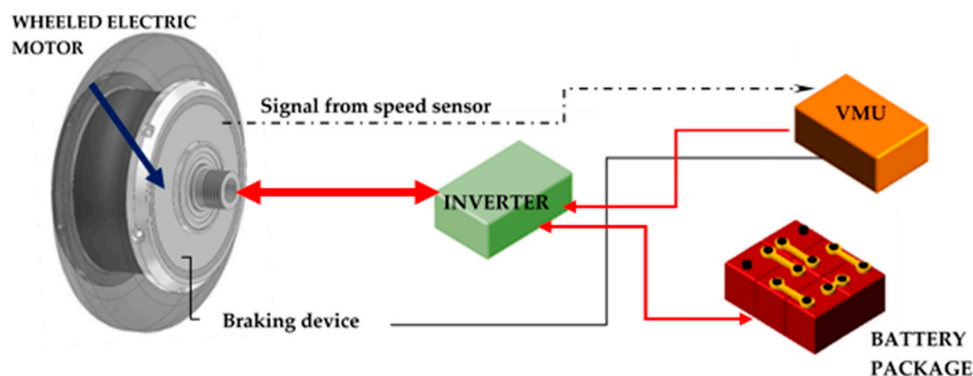 WHEELED ELECTRIC
MOTOR
Signal from speed sensor
VMU
INVERTER
Braking device
BATTERY
PACKAGE